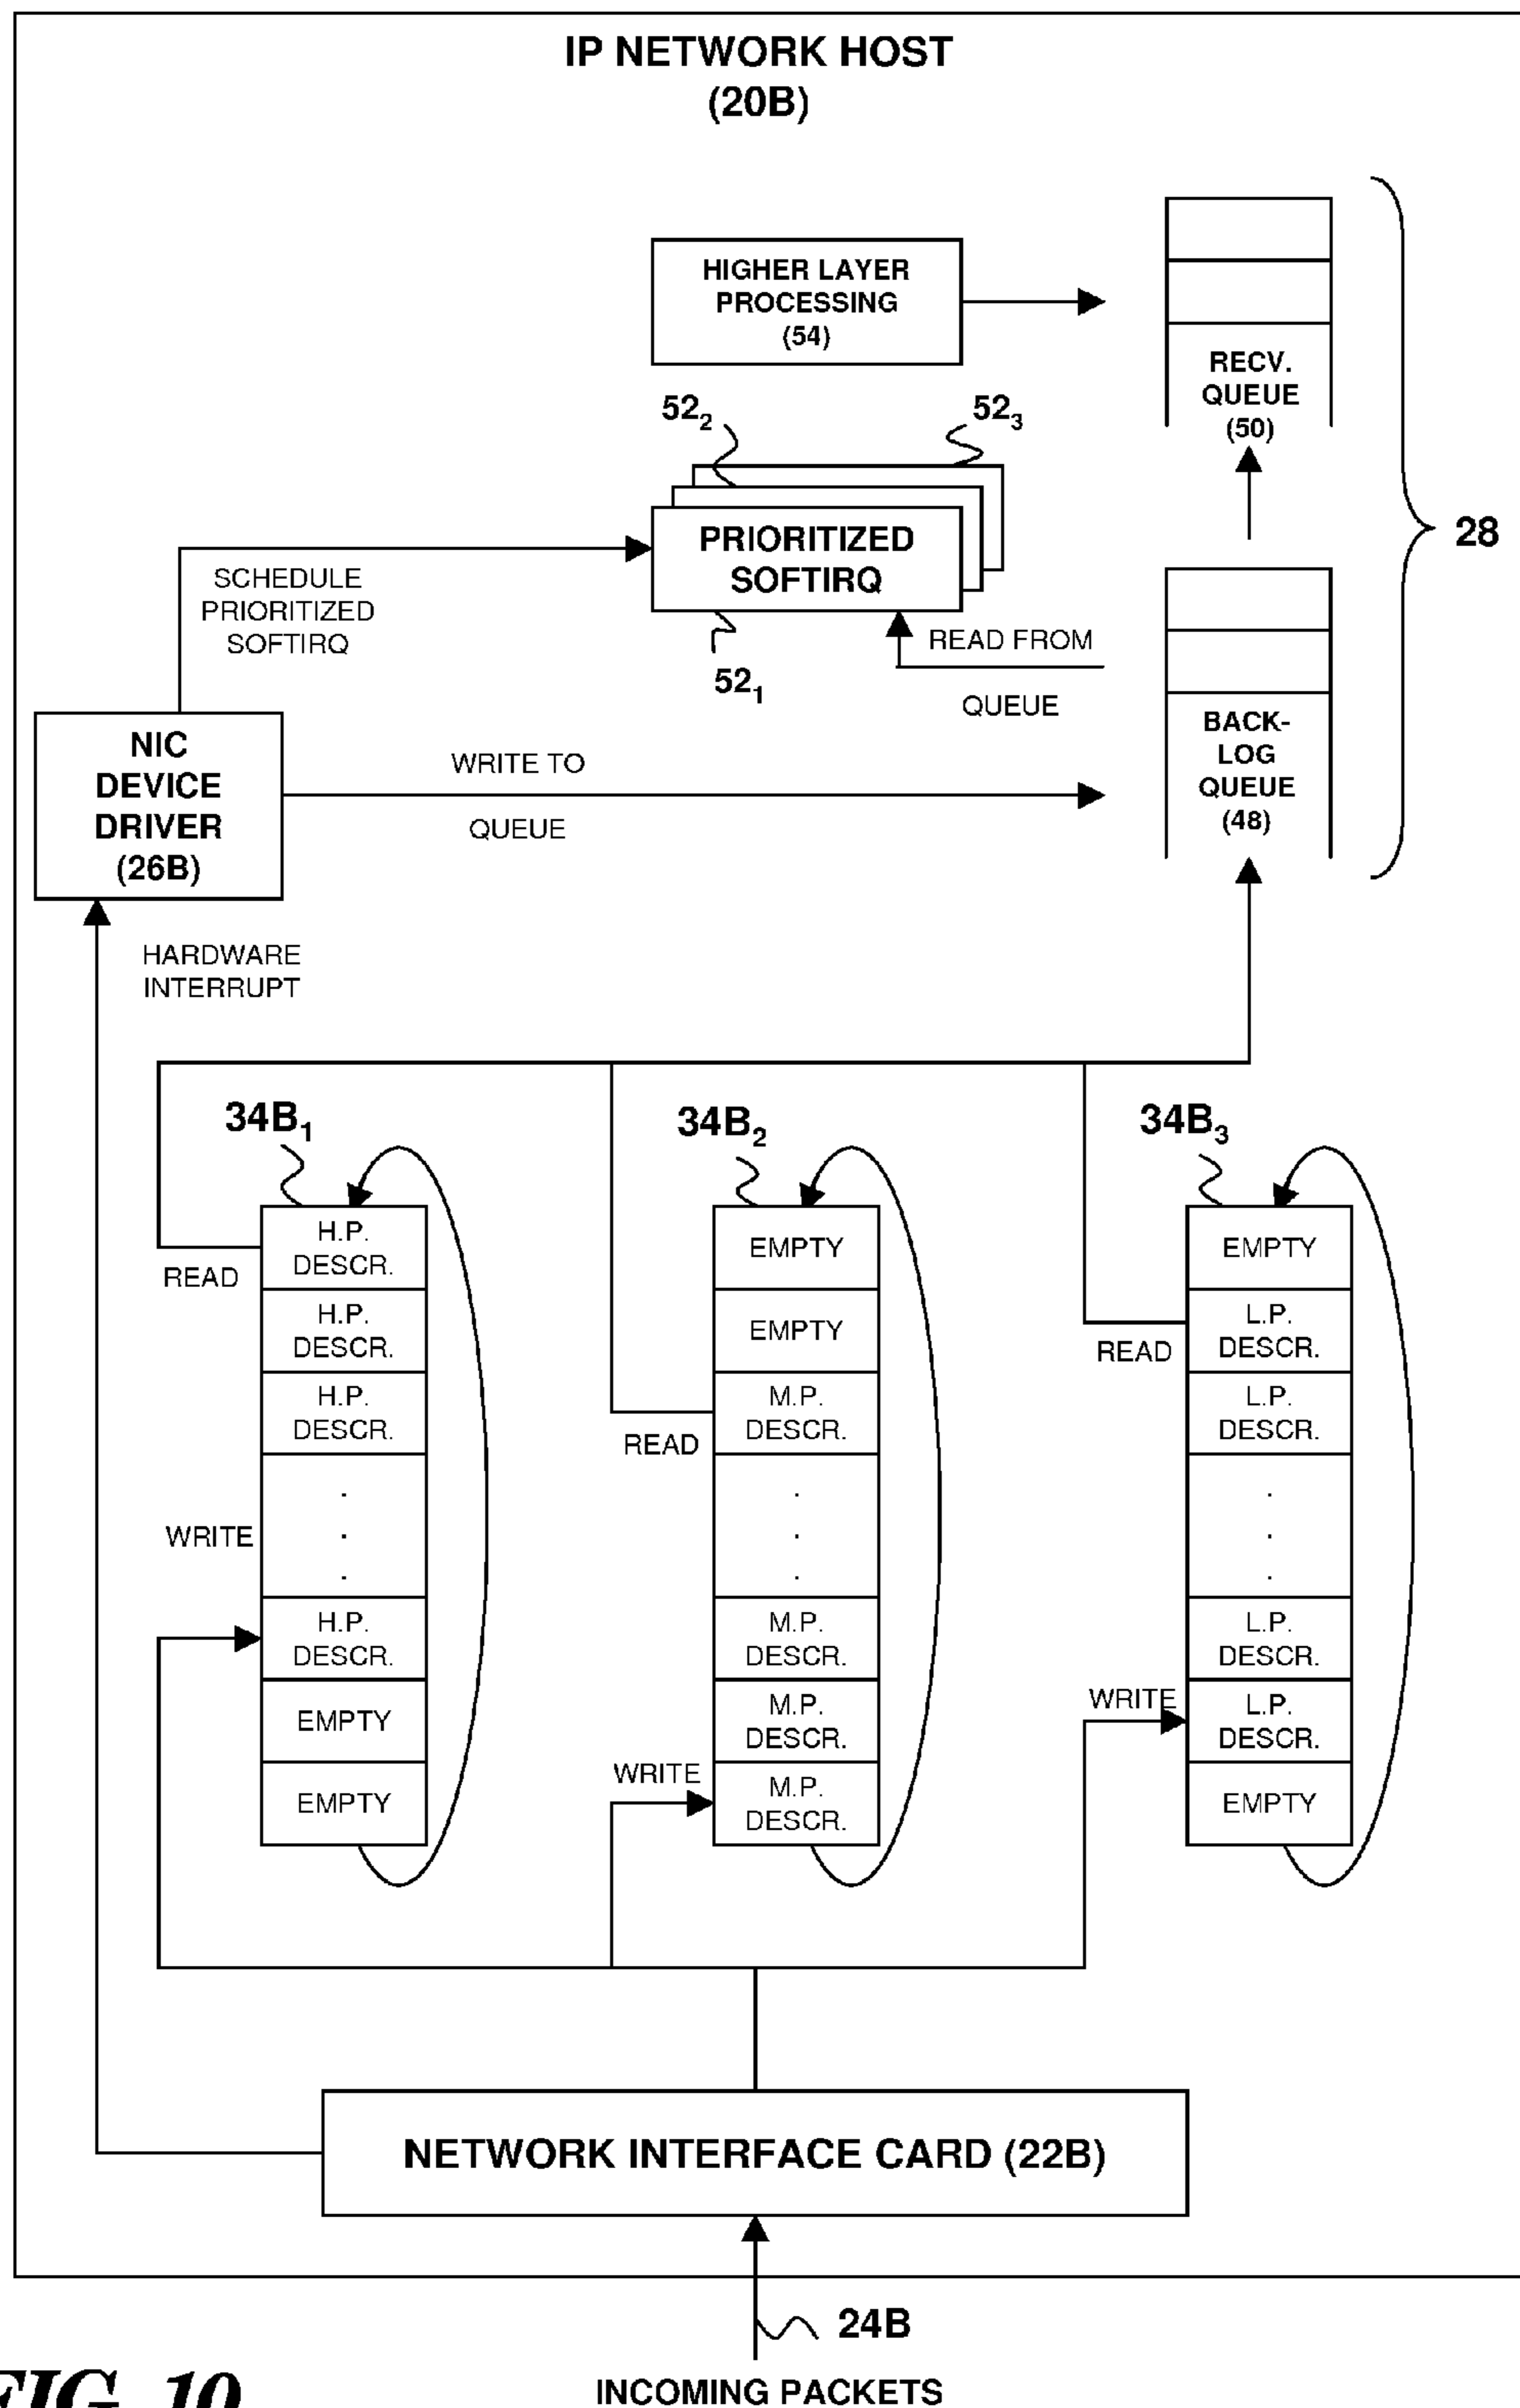 IP NETWORK HOST
(20B)
HIGHER LAYER
PROCESSING
(54)
RECV.
QUEUE
(50)
52₂
52₃
28
PRIORITIZED
SOFTIRQ
SCHEDULE
PRIORITIZED
SOFTIRQ
52₁
READ FROM
QUEUE
NIC
DEVICE
DRIVER
(26B)
WRITE TO
QUEUE
BACK-
LOG
QUEUE
(48)
HARDWARE
INTERRUPT
34B₁
H.P.
DESCR.
H.P.
DESCR.
H.P.
DESCR.
.
.
.
H.P.
DESCR.
EMPTY
EMPTY
READ
WRITE
34B₂
EMPTY
EMPTY
M.P.
DESCR.
.
.
.
M.P.
DESCR.
M.P.
DESCR.
M.P.
DESCR.
READ
WRITE
34B₃
EMPTY
L.P.
DESCR.
L.P.
DESCR.
.
.
.
L.P.
DESCR.
L.P.
DESCR.
EMPTY
READ
WRITE
NETWORK INTERFACE CARD (22B)
24B
INCOMING PACKETS
FIG. 10